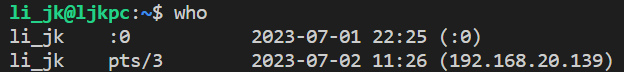 li_jk@ljkpc:~$ who
li_jk    :0           2023-07-01 22:25 (:0)
li_jk    pts/3        2023-07-02 11:26 (192.168.20.139)